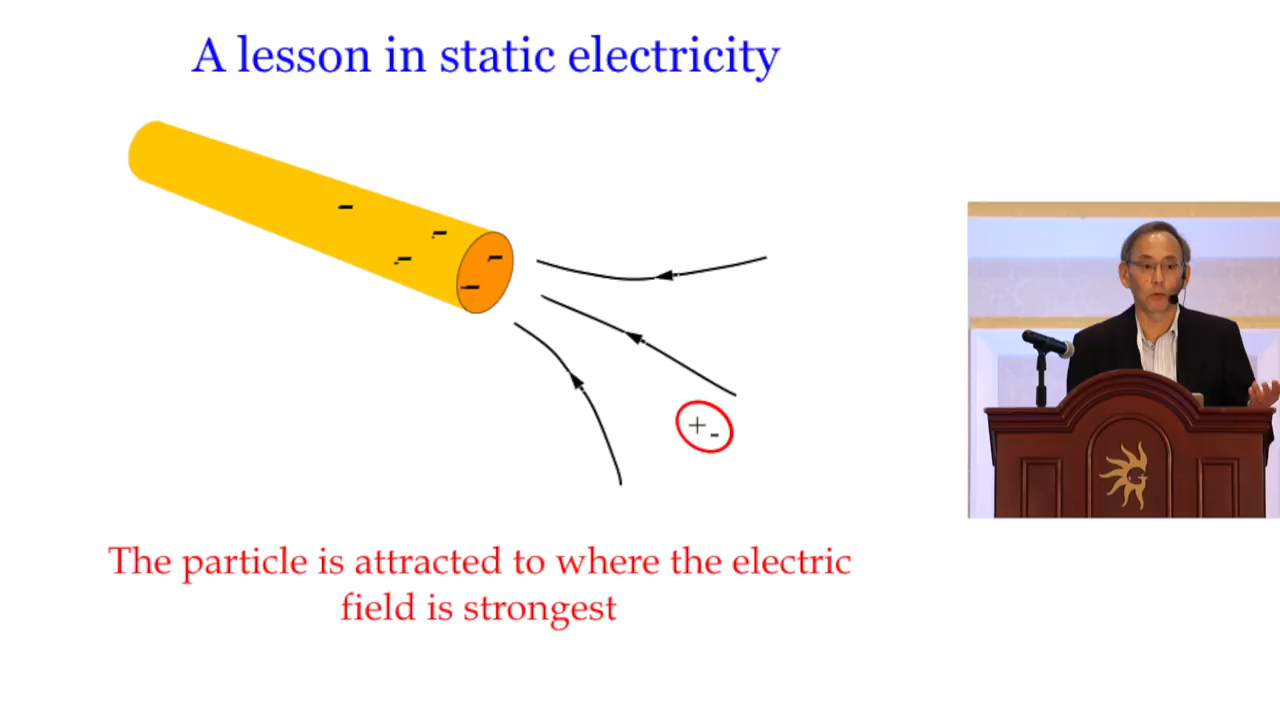 A lesson in static electricity
-
-
-
-
-
+ -
The particle is attracted to where the electric
field is strongest